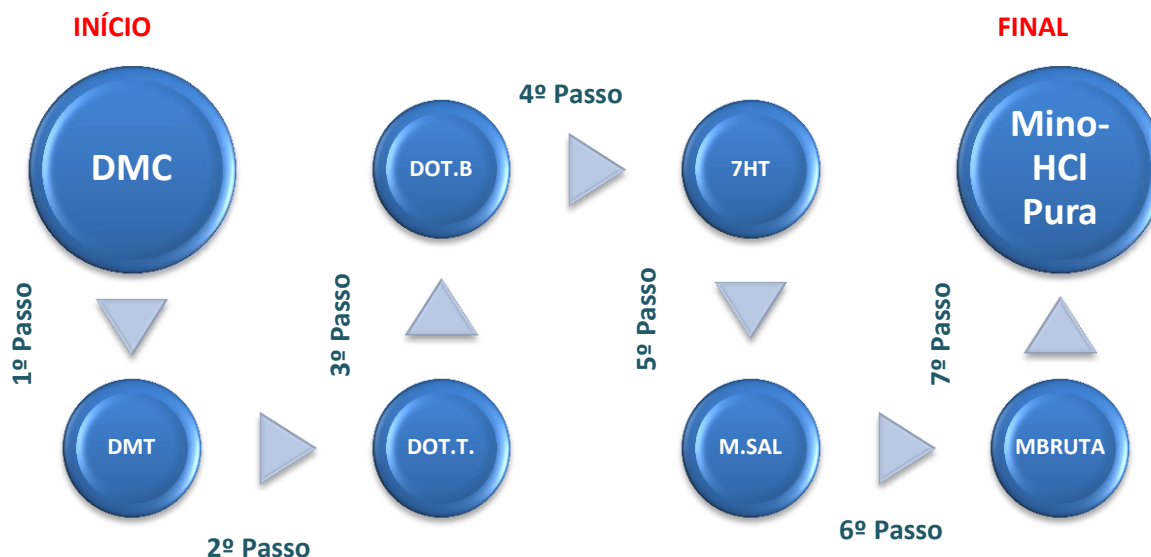 INÍCIO
DMC
1º Passo
DMT
2º Passo
DOT.T.
3º Passo
DOT.B
4º Passo
7HT
5º Passo
M.SAL
6º Passo
MBRUTA
7º Passo
FINAL
Mino-
HCl
Pura